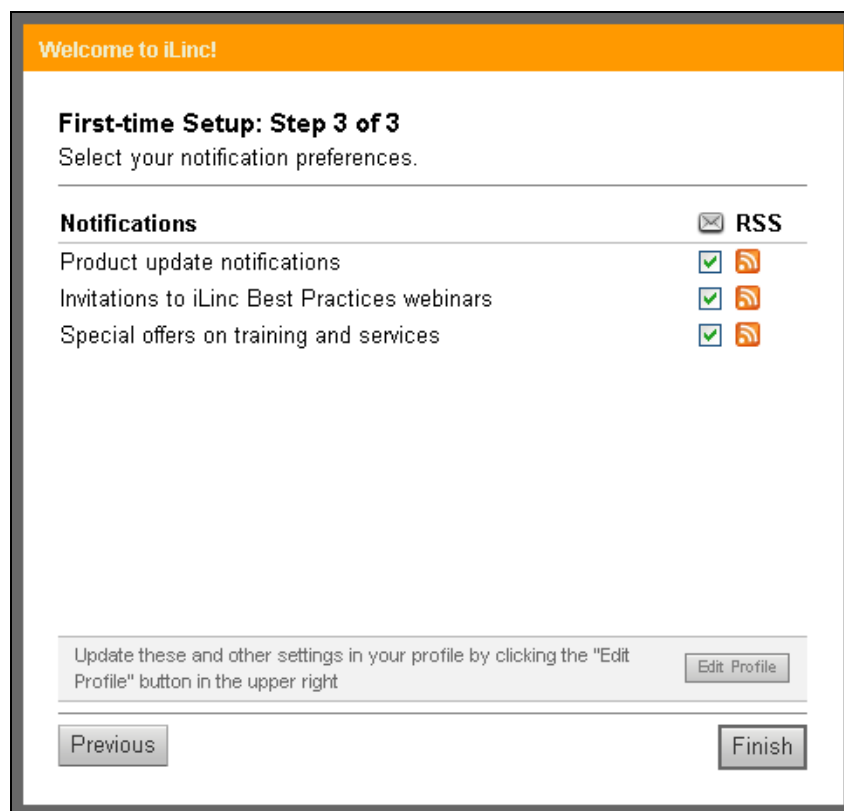 Welcome to iLinc!
First-time Setup: Step 3 of 3
Select your notification preferences.
Notifications RSS
Product update notifications
Invitations to iLinc Best Practices webinars
Special offers on training and services
Update these and other settings in your profile by clicking the "Edit
Profile" button in the upper right
Edit Profile
Previous Finish